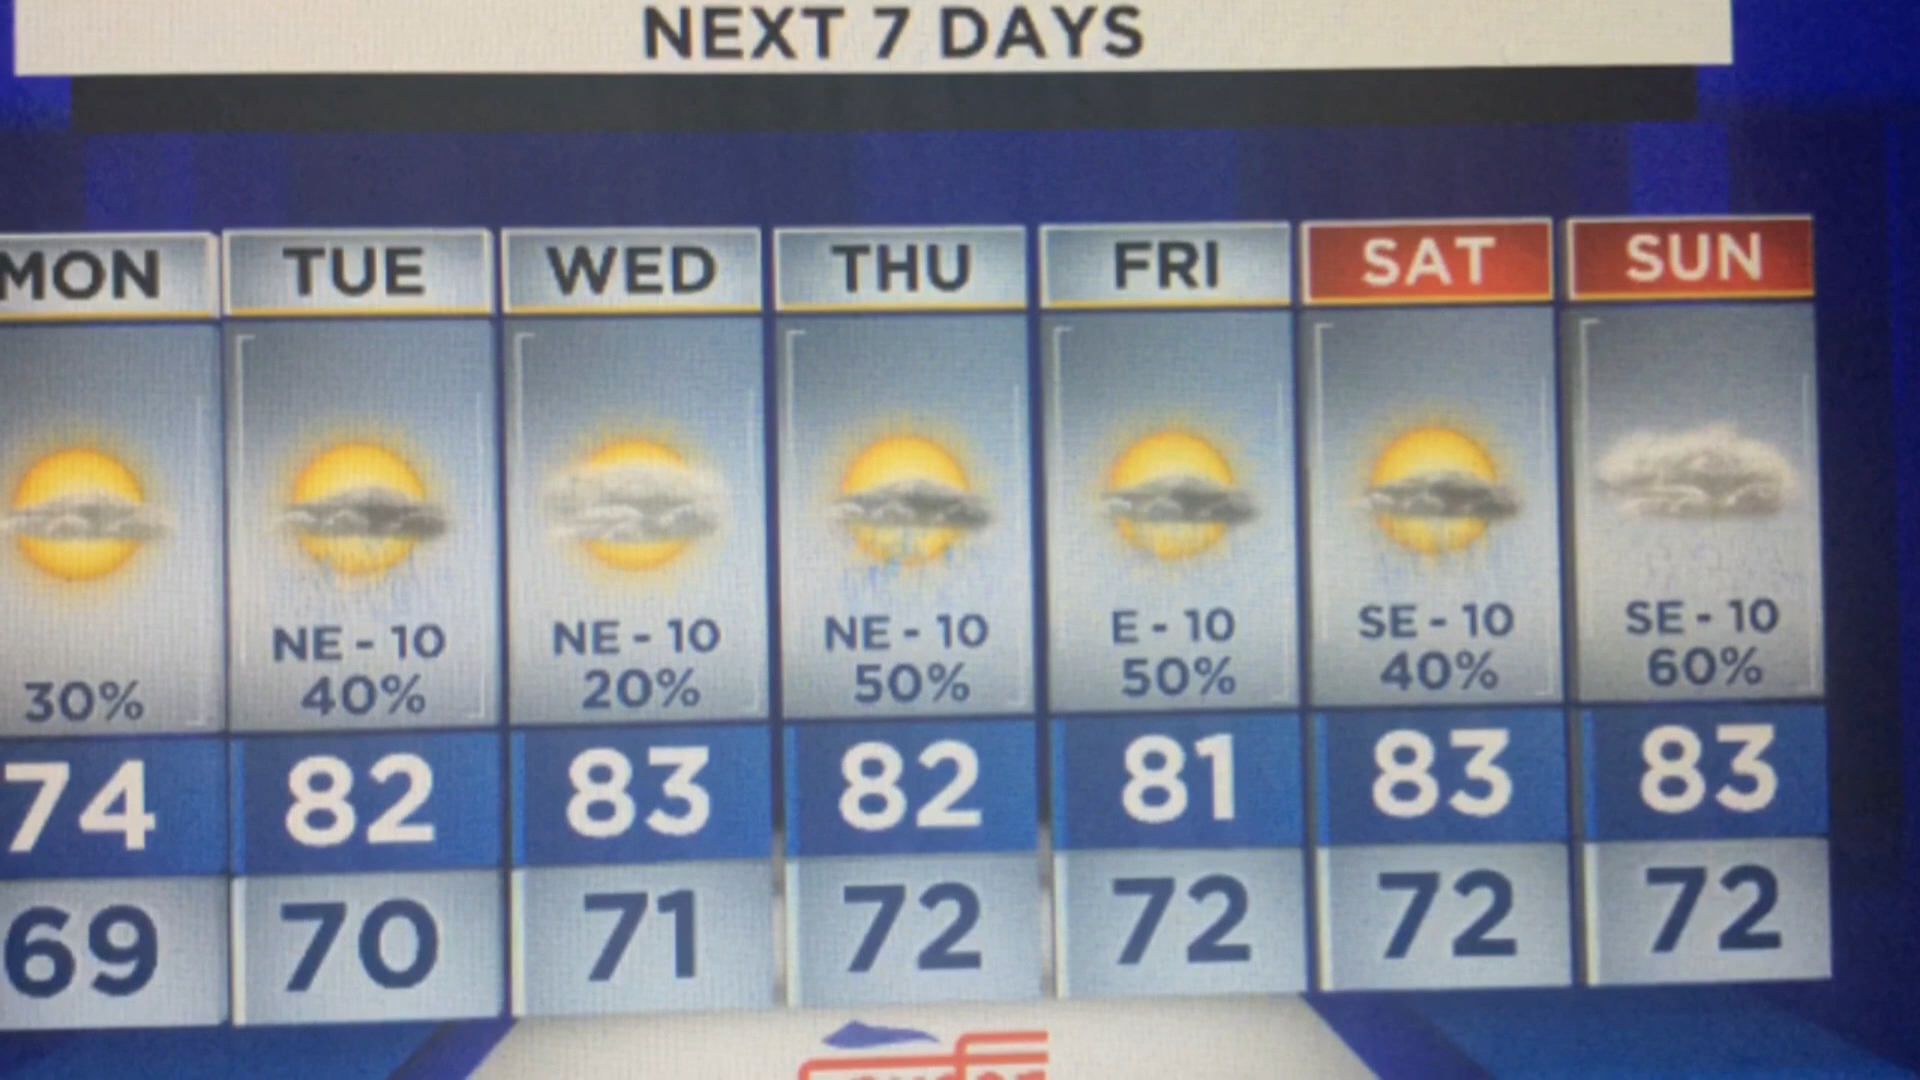 NEXT 7 DAYS
MON TUE WED THU FRI SAT SUN
NE - 10 NE - 10 NE - 10 E - 10 SE - 10 SE - 10
30% 40% 20% 50% 50% 40% 60%
74 82 83 82 81 83 83
69 70 71 72 72 72 72